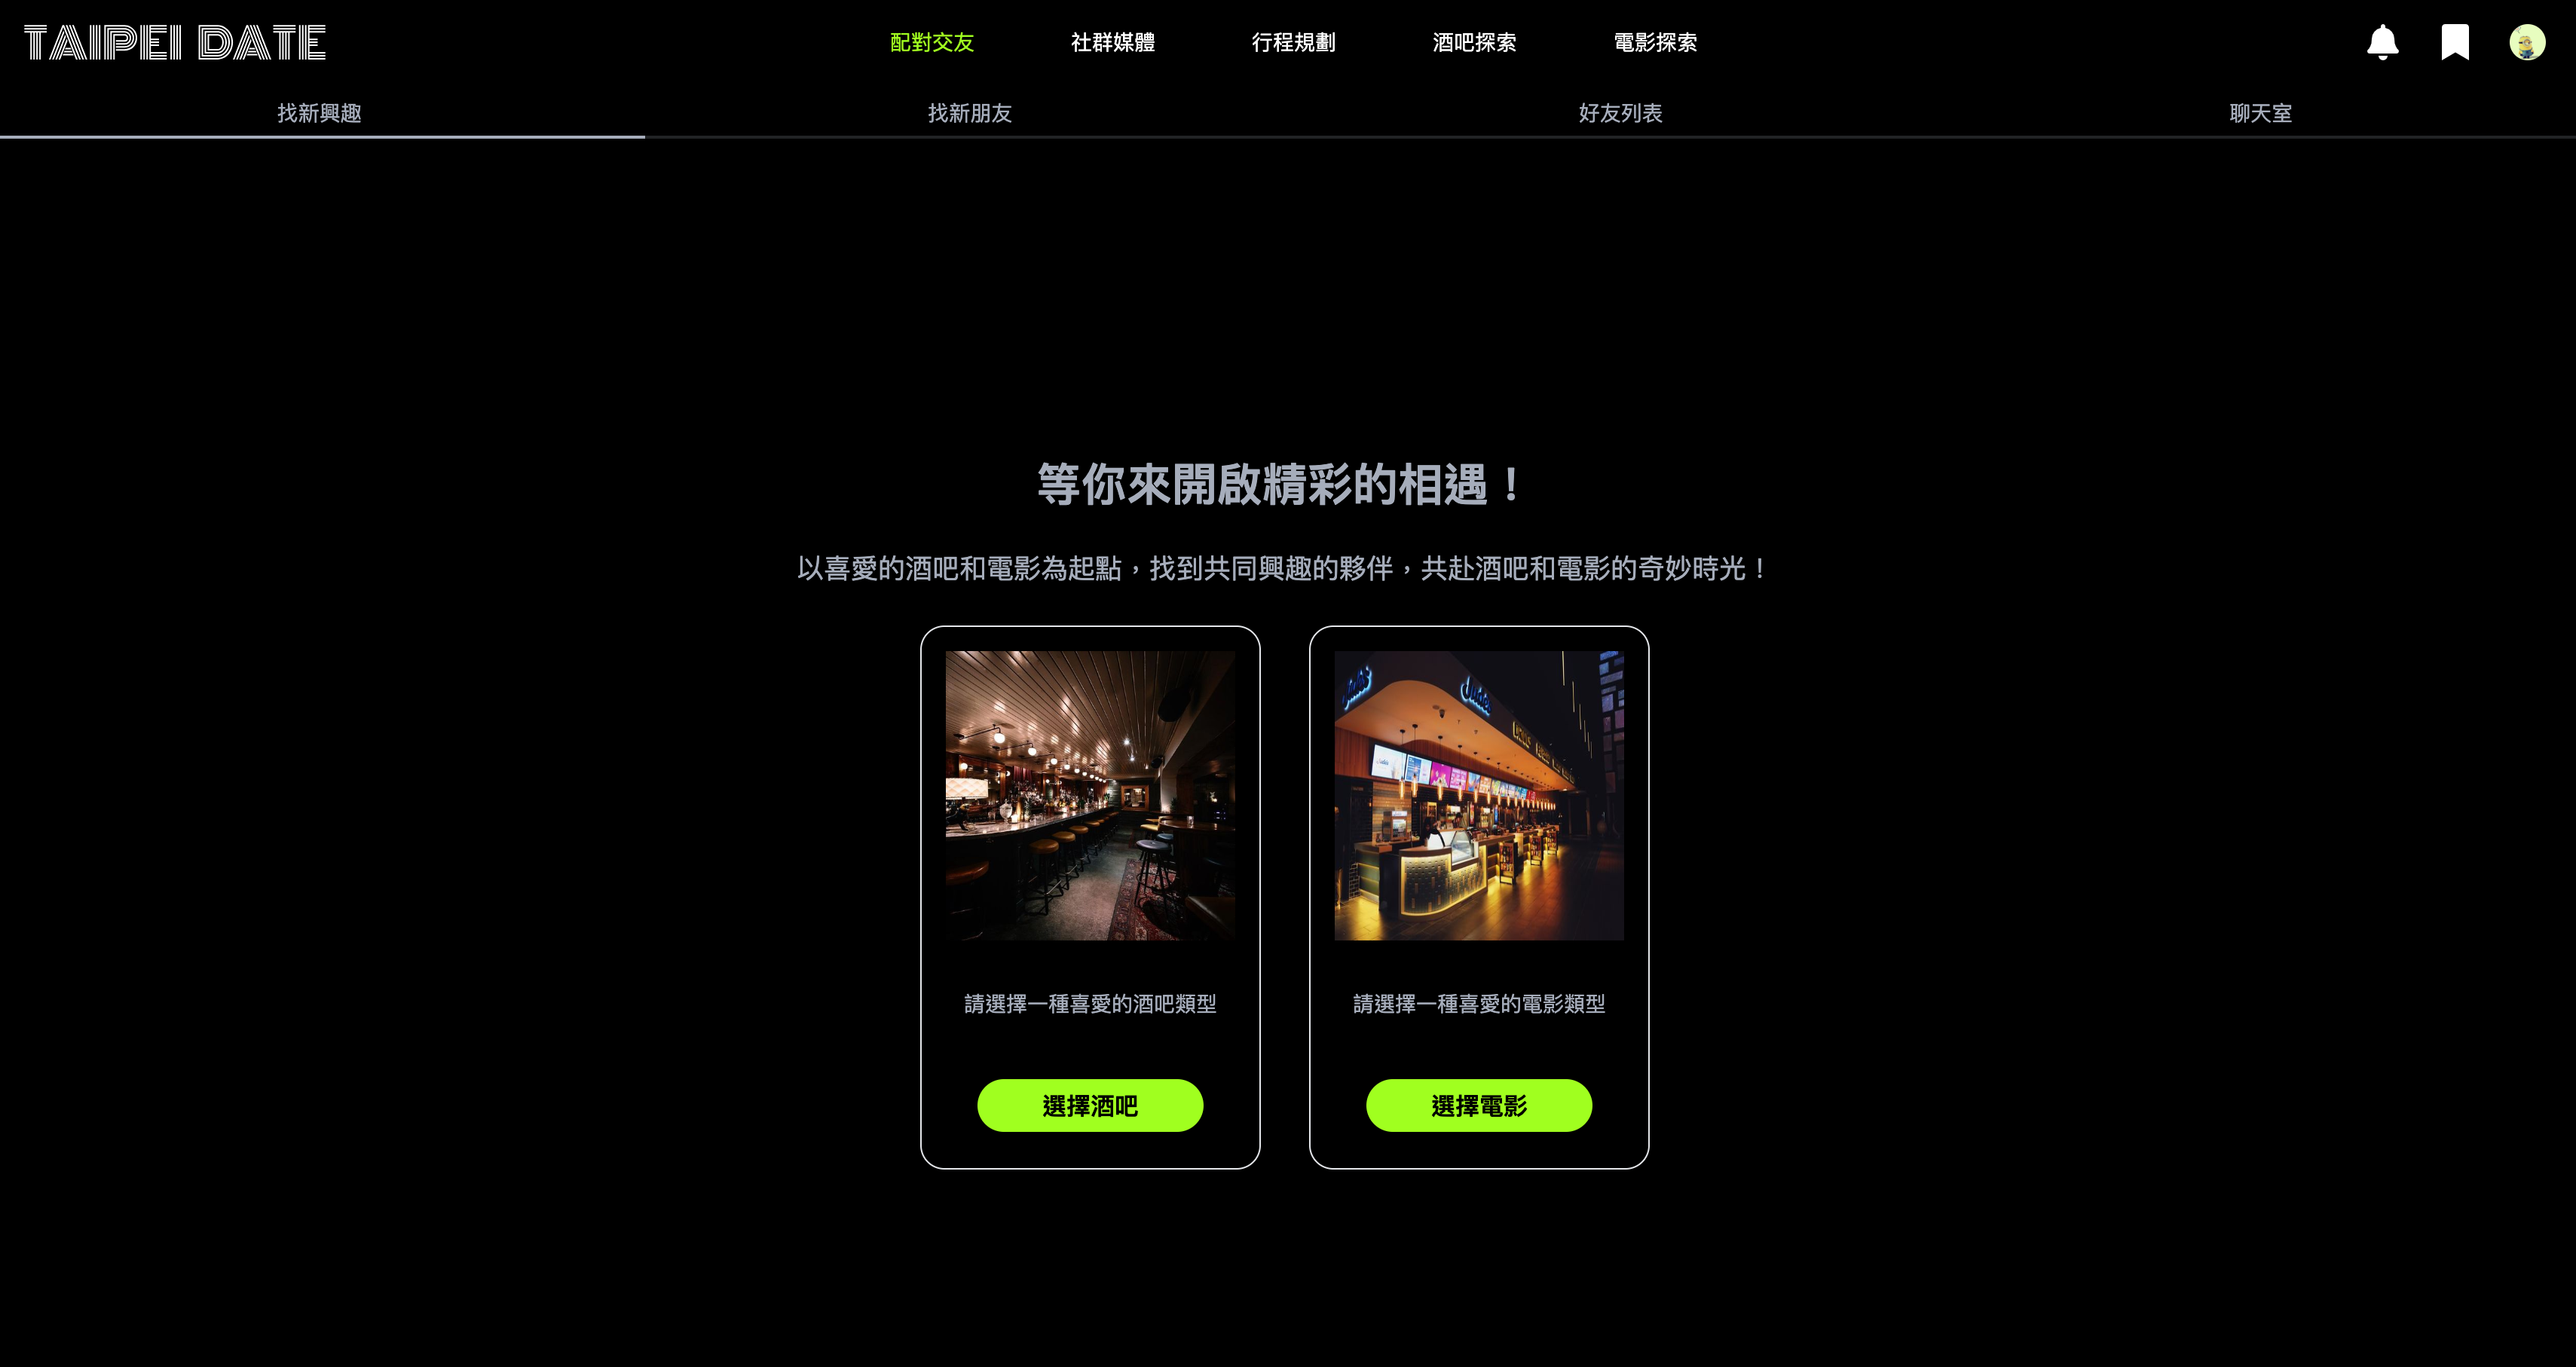 TAIPEI DATE
配對交友
社群媒體
行程規劃
酒吧探索
電影探索
找新興趣
找新朋友
好友列表
聊天室
等你來開啟精彩的相遇！
以喜愛的酒吧和電影為起點，找到共同興趣的夥伴，共赴酒吧和電影的奇妙時光！
請選擇一種喜愛的酒吧類型
請選擇一種喜愛的電影類型
選擇酒吧
選擇電影